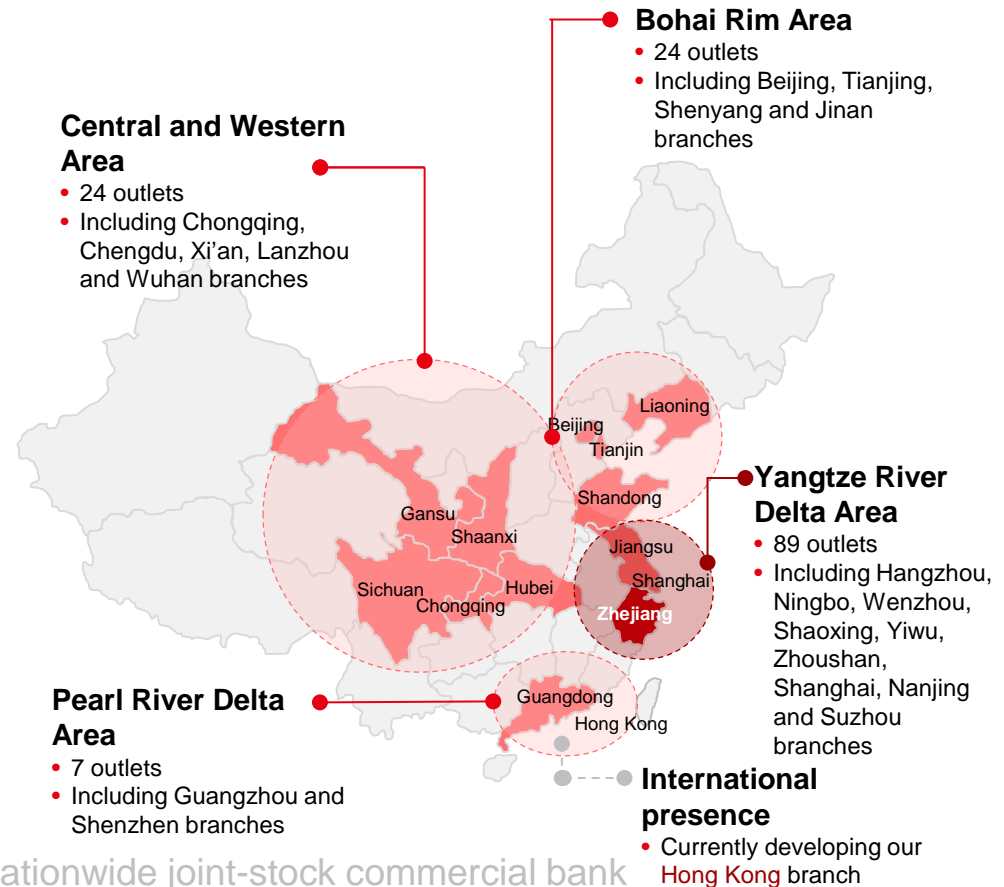 Bohai Rim Area
• 24 outlets
• Including Beijing, Tianjing,
Shenyang and Jinan
branches
Central and Western
Area
• 24 outlets
• Including Chongqing,
Chengdu, Xi’an, Lanzhou
and Wuhan branches
Liaoning
Beijing
Tianjin
Shandong
Gansu
Shaanxi
Sichuan
Chongqing
Hubei
Jiangsu
Shanghai
Zhejiang
Yangtze River
Delta Area
• 89 outlets
• Including Hangzhou,
Ningbo, Wenzhou,
Shaoxing, Yiwu,
Zhoushan,
Shanghai, Nanjing
and Suzhou
branches
Guangdong
Hong Kong
Pearl River Delta
Area
• 7 outlets
• Including Guangzhou and
Shenzhen branches
International
presence
• Currently developing our
Hong Kong branch
ationwide joint-stock commercial bank